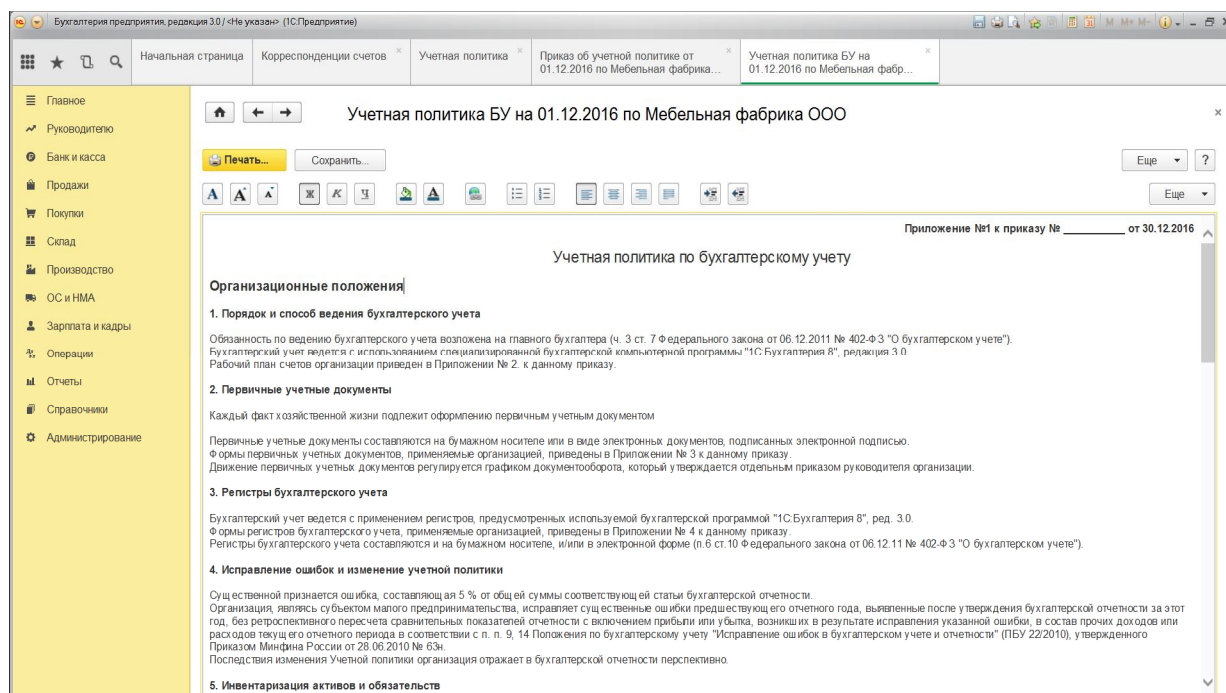 Бухгалтерия предприятия, редакция 3.0 / <Не указан> (1С:Предприятие)
M M+ M-
Начальная страница
Корреспонденции счетов
Учетная политика
Приказ об учетной политике от
01.12.2016 по Мебельная фабрика...
Учетная политика БУ на
01.12.2016 по Мебельная фабр...
Главное
Руководителю
Банк и касса
Продажи
Покупки
Склад
Производство
ОС и НМА
Зарплата и кадры
Операции
Отчеты
Справочники
Администрирование
Учетная политика БУ на 01.12.2016 по Мебельная фабрика ООО
Печать...
Сохранить...
Еще
?
А А А Ж К Ч А
Еще
Приложение №1 к приказу № __________ от 30.12.2016
Учетная политика по бухгалтерскому учету
Организационные положения
1. Порядок и способ ведения бухгалтерского учета
Обязанность по ведению бухгалтерского учета возложена на главного бухгалтера (ч. 3 ст. 7 Федерального закона от 06.12.2011 № 402-ФЗ "О бухгалтерском учете").
Бухгалтерский учет ведется с использованием специализированной бухгалтерской компьютерной программы "1С:Бухгалтерия 8", редакция 3.0
Рабочий план счетов организации приведен в Приложении № 2. к данному приказу.
2. Первичные учетные документы
Каждый факт хозяйственной жизни подлежит оформлению первичным учетным документом
Первичные учетные документы составляются на бумажном носителе или в виде электронных документов, подписанных электронной подписью.
Формы первичных учетных документов, применяемые организацией, приведены в Приложении № 3 к данному приказу.
Движение первичных учетных документов регулируется графиком документооборота, который утверждается отдельным приказом руководителя организации.
3. Регистры бухгалтерского учета
Бухгалтерский учет ведется с применением регистров, предусмотренных используемой бухгалтерской программой "1С:Бухгалтерия 8", ред. 3.0.
Формы регистров бухгалтерского учета, применяемые организацией, приведены в Приложении № 4 к данному приказу.
Регистры бухгалтерского учета составляются и на бумажном носителе, и/или в электронной форме (п.6 ст.10 Федерального закона от 06.12.11 № 402-ФЗ "О бухгалтерском учете").
4. Исправление ошибок и изменение учетной политики
Существенной признается ошибка, составляющая 5 % от общей суммы соответствующей статьи бухгалтерской отчетности.
Организация, являясь субъектом малого предпринимательства, исправляет существенные ошибки предшествующего отчетного года, выявленные после утверждения бухгалтерской отчетности за этот
год, без ретроспективного пересчета сравнительных показателей отчетности с включением прибыли или убытка, возникших в результате исправления указанной ошибки, в состав прочих доходов или
расходов текущего отчетного периода в соответствии с п. п. 9, 14 Положения по бухгалтерскому учету "Исправление ошибок в бухгалтерском учете и отчетности" (ПБУ 22/2010), утвержденного
Приказом Минфина России от 28.06.2010 № 63н.
Последствия изменения Учетной политики организация отражает в бухгалтерской отчетности перспективно.
5. Инвентаризация активов и обязательств